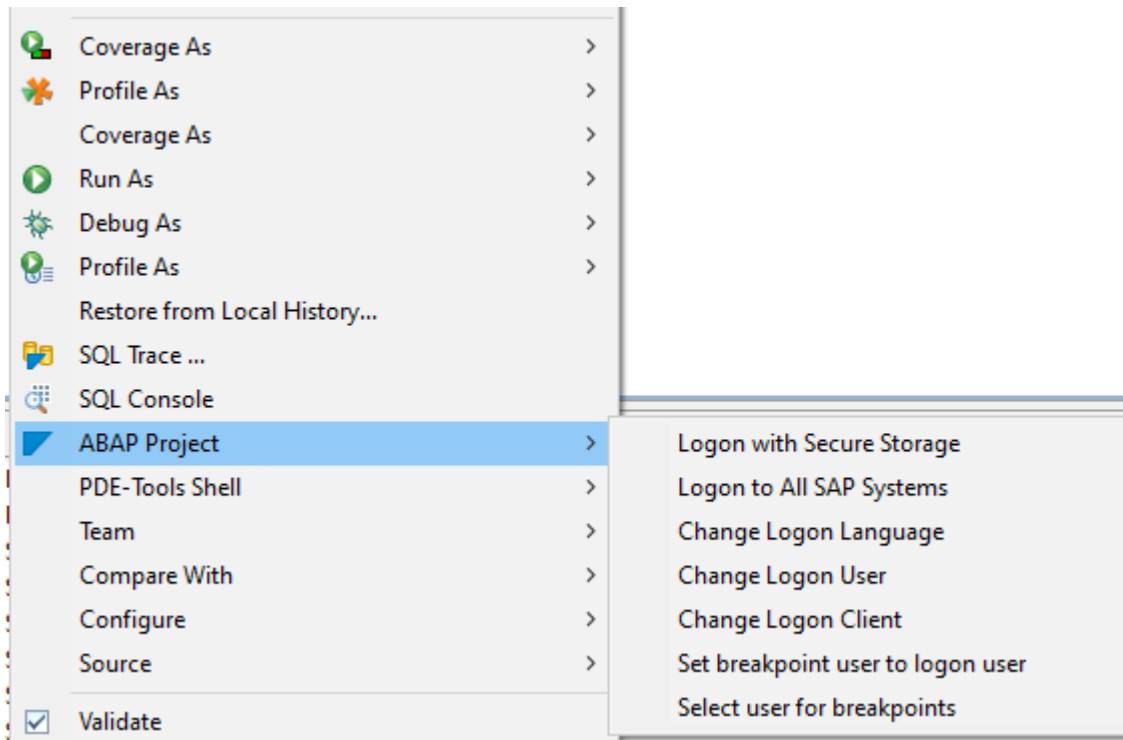 Coverage As
Profile As
Coverage As
Run As
Debug As
Profile As
Restore from Local History...
SQL Trace ...
SQL Console
ABAP Project
PDE-Tools Shell
Team
Compare With
Configure
Source
Validate
Logon with Secure Storage
Logon to All SAP Systems
Change Logon Language
Change Logon User
Change Logon Client
Set breakpoint user to logon user
Select user for breakpoints